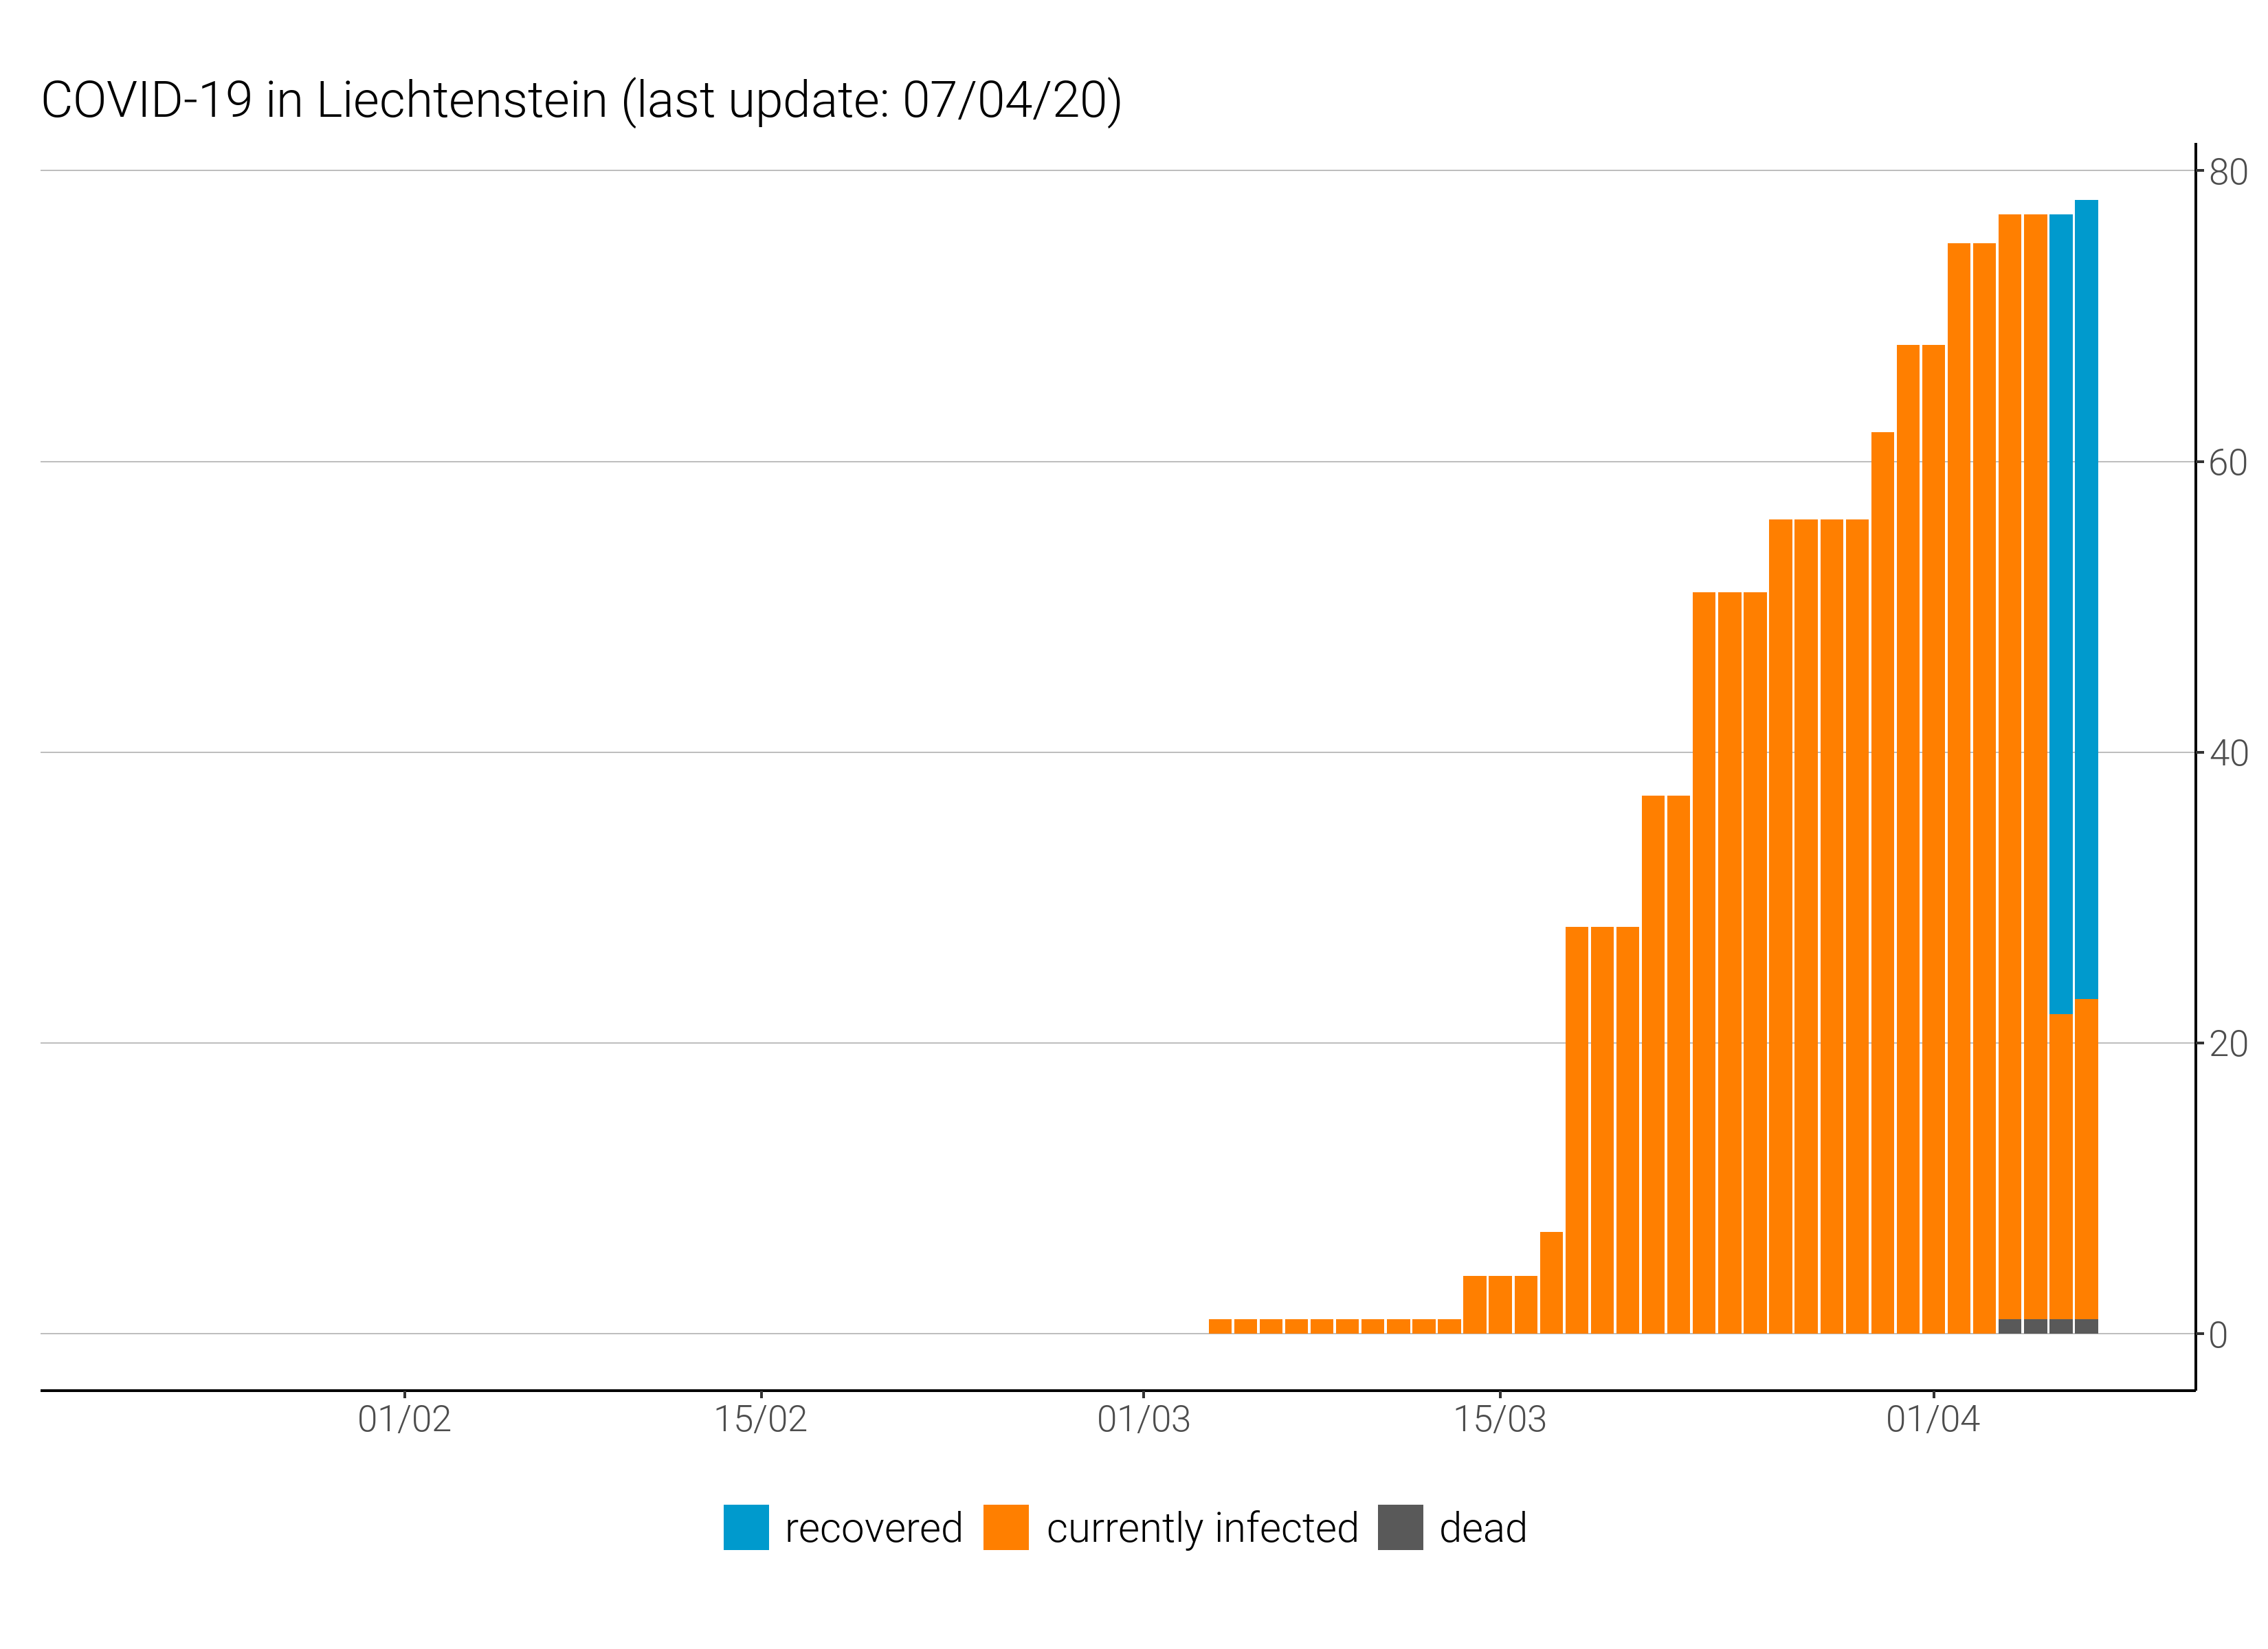 COVID-19 in Liechtenstein (last update: 07/04/20)
80
60
40
20
0
01/02 15/02 01/03 15/03 01/04
recovered currently infected dead